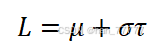 L = μ + στ